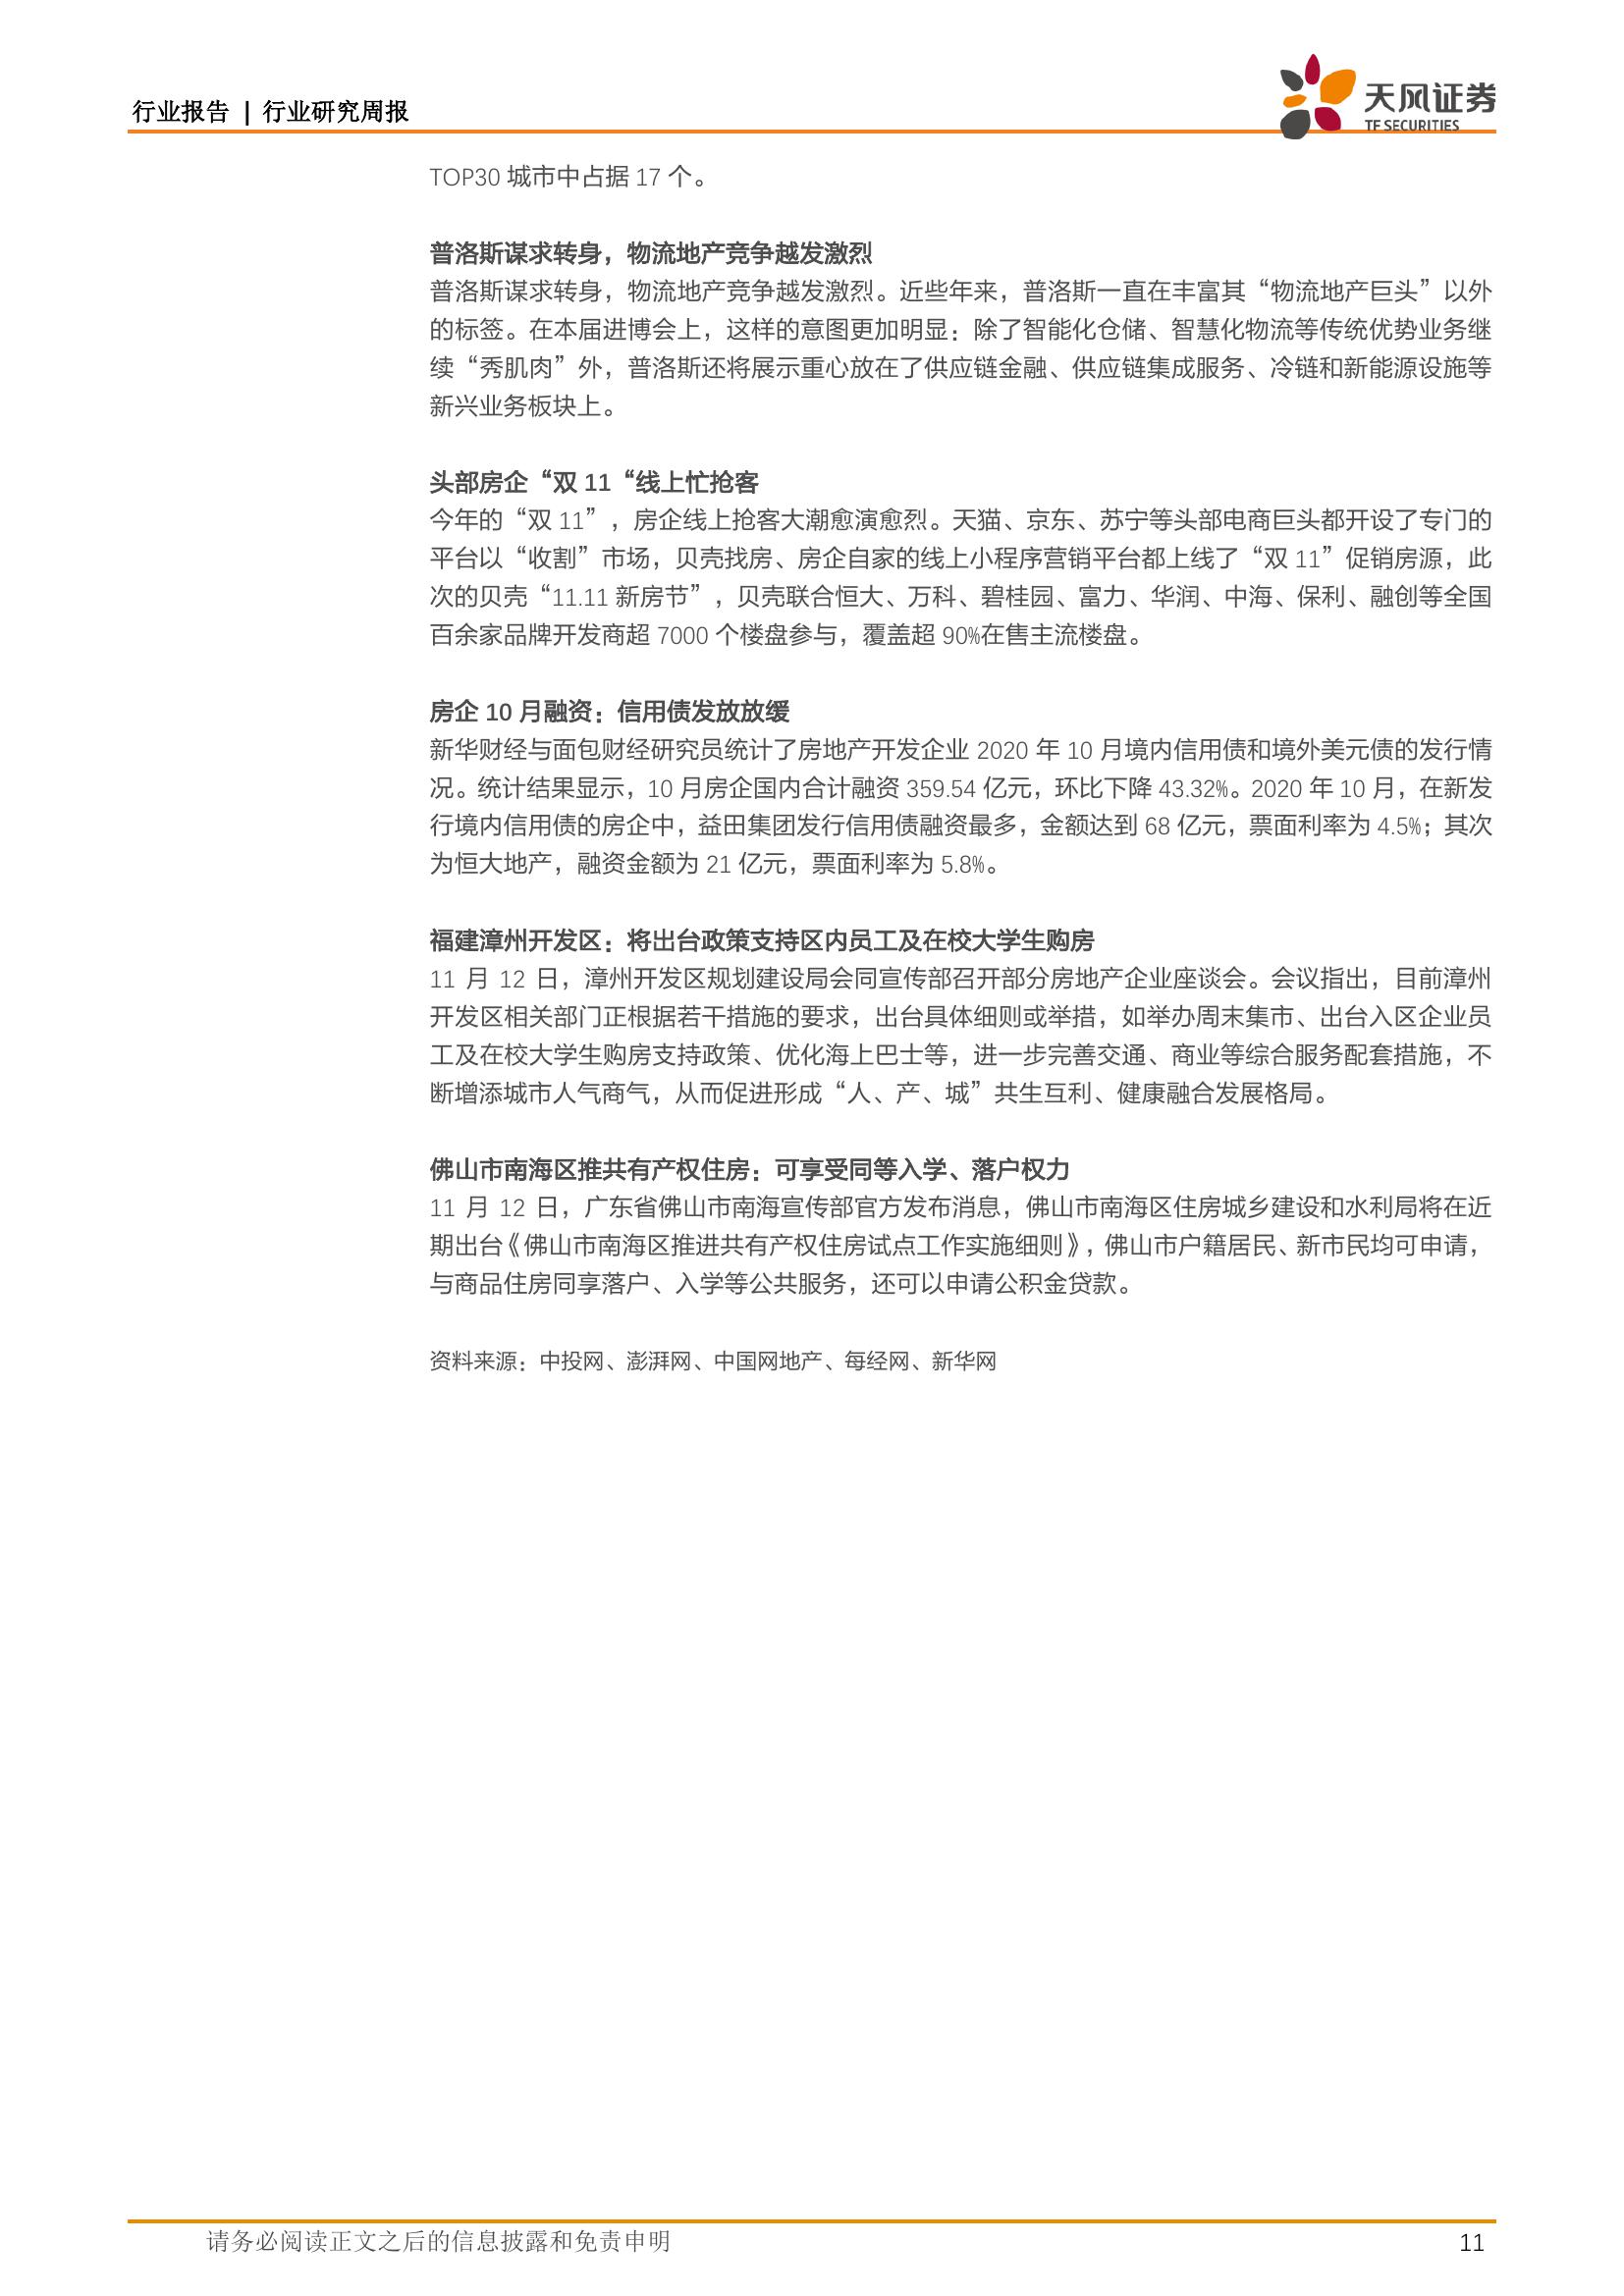 行业报告 | 行业研究周报
天风证券
TF SECURITIES
TOP30 城市中占据 17 个。
普洛斯谋求转身，物流地产竞争越发激烈
普洛斯谋求转身，物流地产竞争越发激烈。近些年来，普洛斯一直在丰富其“物流地产巨头”以外
的标签。在本届进博会上，这样的意图更加明显：除了智能化仓储、智慧化物流等传统优势业务继
续“秀肌肉”外，普洛斯还将展示重心放在了供应链金融、供应链集成服务、冷链和新能源设施等
新兴业务板块上。
头部房企“双 11“线上忙抢客
今年的“双 11”，房企线上抢客大潮愈演愈烈。天猫、京东、苏宁等头部电商巨头都开设了专门的
平台以“收割”市场，贝壳找房、房企自家的线上小程序营销平台都上线了“双 11”促销房源，此
次的贝壳“11.11 新房节”，贝壳联合恒大、万科、碧桂园、富力、华润、中海、保利、融创等全国
百余家品牌开发商超 7000 个楼盘参与，覆盖超 90%在售主流楼盘。
房企 10 月融资：信用债发放放缓
新华财经与面包财经研究员统计了房地产开发企业 2020 年 10 月境内信用债和境外美元债的发行情
况。统计结果显示，10 月房企国内合计融资 359.54 亿元，环比下降 43.32%。2020 年 10 月，在新发
行境内信用债的房企中，益田集团发行信用债融资最多，金额达到 68 亿元，票面利率为 4.5%；其次
为恒大地产，融资金额为 21 亿元，票面利率为 5.8%。
福建漳州开发区：将出台政策支持区内员工及在校大学生购房
11 月 12 日，漳州开发区规划建设局会同宣传部召开部分房地产企业座谈会。会议指出，目前漳州
开发区相关部门正根据若干措施的要求，出台具体细则或举措，如举办周末集市、出台入区企业员
工及在校大学生购房支持政策、优化海上巴士等，进一步完善交通、商业等综合服务配套措施，不
断增添城市人气商气，从而促进形成“人、产、城”共生互利、健康融合发展格局。
佛山市南海区推共有产权住房：可享受同等入学、落户权力
11 月 12 日，广东省佛山市南海宣传部官方发布消息，佛山市南海区住房城乡建设和水利局将在近
期出台《佛山市南海区推进共有产权住房试点工作实施细则》，佛山市户籍居民、新市民均可申请，
与商品住房同享落户、入学等公共服务，还可以申请公积金贷款。
资料来源：中投网、澎湃网、中国网地产、每经网、新华网
请务必阅读正文之后的信息披露和免责申明
11